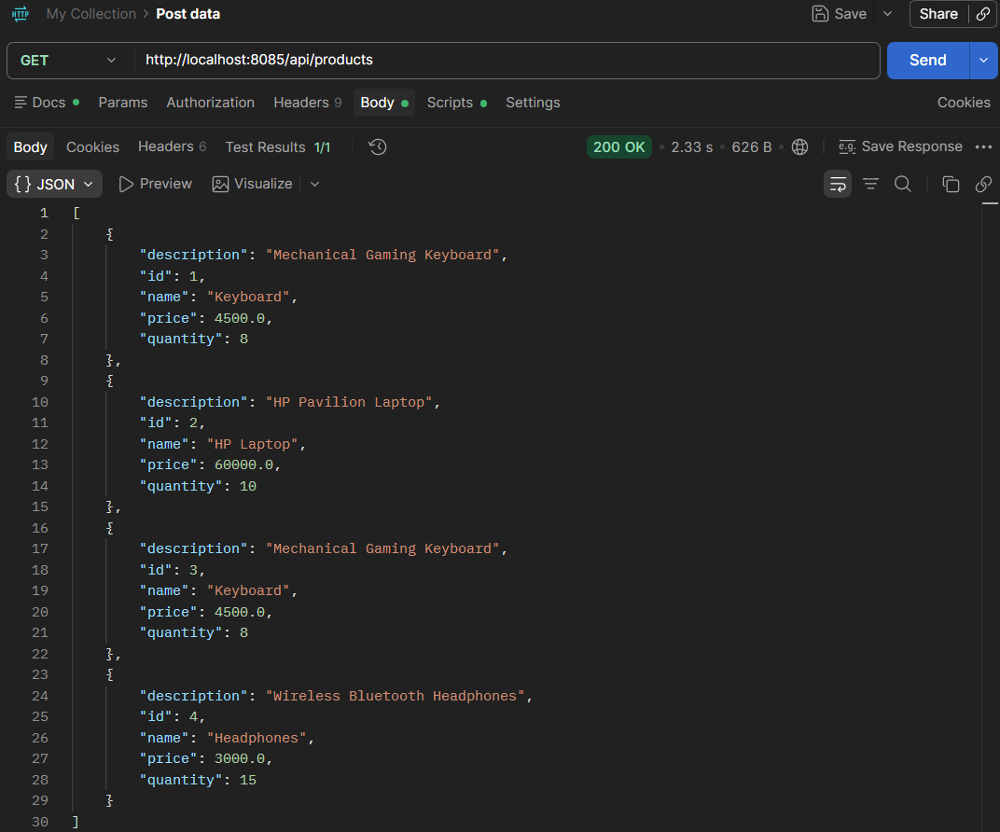 HTTP My Collection > Post data Save Share
GET http://localhost:8085/api/products Send
Docs Params Authorization Headers 9 Body Scripts Settings Cookies
Body Cookies Headers 6 Test Results 1/1 200 OK • 2.33 s • 626 B • e.g. Save Response
{} JSON Preview Visualize
1 [
2 {
3 "description": "Mechanical Gaming Keyboard",
4 "id": 1,
5 "name": "Keyboard",
6 "price": 4500.0,
7 "quantity": 8
8 },
9 {
10 "description": "HP Pavilion Laptop",
11 "id": 2,
12 "name": "HP Laptop",
13 "price": 60000.0,
14 "quantity": 10
15 },
16 {
17 "description": "Mechanical Gaming Keyboard",
18 "id": 3,
19 "name": "Keyboard",
20 "price": 4500.0,
21 "quantity": 8
22 },
23 {
24 "description": "Wireless Bluetooth Headphones",
25 "id": 4,
26 "name": "Headphones",
27 "price": 3000.0,
28 "quantity": 15
29 }
30 ]